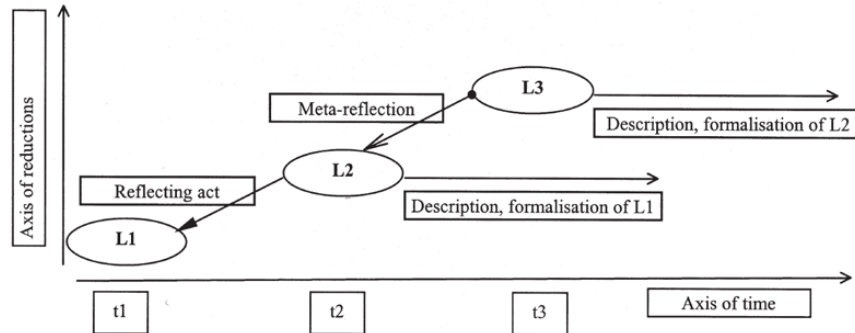 Axis of reductions
L3
Meta-reflection
Description, formalisation of L2
L2
Reflecting act
Description, formalisation of L1
L1
t1
t2
t3
Axis of time